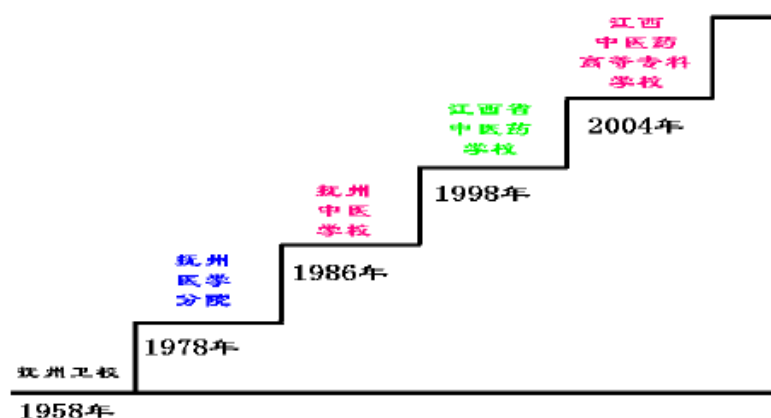 江西
中医药
高等专科
学校
2004年
江西省
中医药
学校
1998年
抚州
中医
学校
1986年
抚州
医学
分院
1978年
抚州卫校
1958年